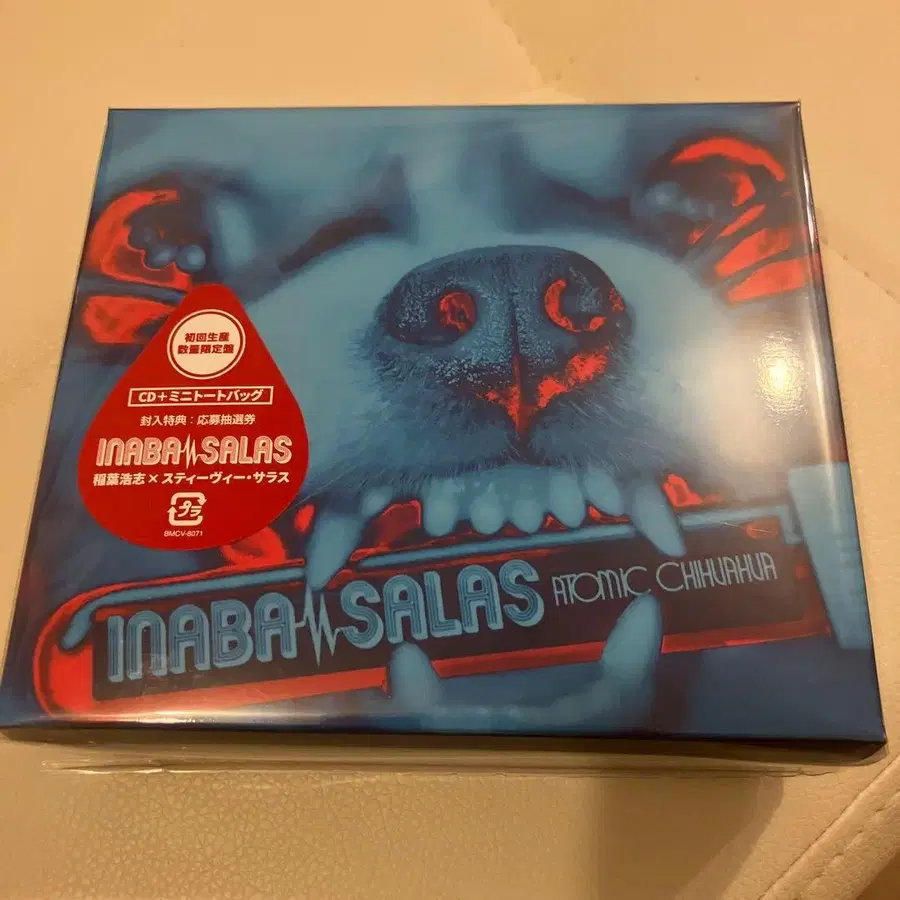 初回生産
数量限定盤
CD+ミニトートバッグ
封入特典:応募抽選券
INABA SALAS
稲葉浩志×スティーヴィー・サラス
プラ
BMCV-8071
INABA SALAS ATOMIC CHIHUAHUA